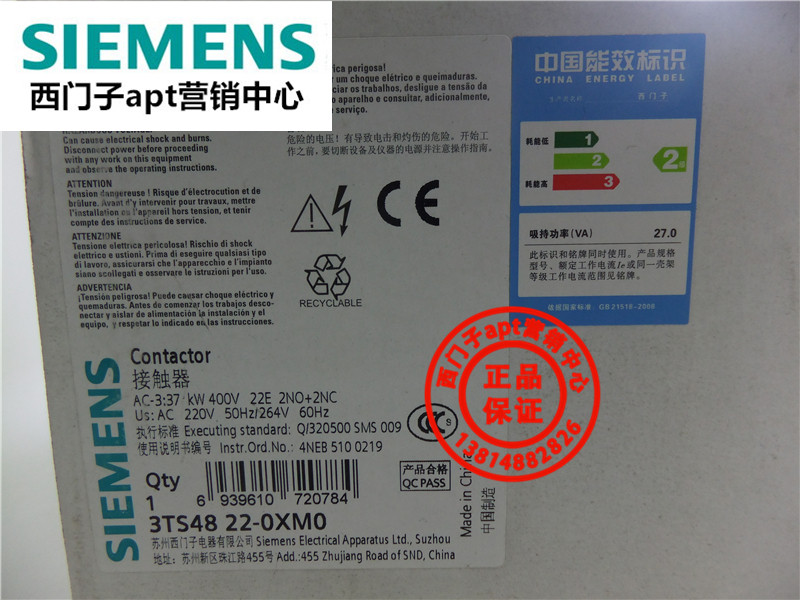 SIEMENS
西门子apt营销中心
fica perigosa!
um choque elétrico e queimaduras.
ciar os trabalhos, desligue a tensão da
o aparelho e consultar, adicionalmente,
serviço.
Can cause electrical shock and burns.
Disconnect power before proceeding
with any work on this equipment
and observe the operating instructions.
危险的电压! 有导致电击和灼伤的危险。开始工
作之前, 要切断设备及仪器的电源并注意操作指南。
ATTENTION
Tension dangereuse ! Risque d'électrocution et de
brûlure. Avant d'y intervenir pour travaux, mettre
l'installation ou l'appareil hors tension, et tenir
compte des instructions de service.
ATTENZIONE
Tensione elettrica pericolosa! Rischio di shock
elettrico e ustioni. Prima di eseguire qualsiasi tipo
di lavoro, assicurarsi che l'apparecchio e l'impianto
siano scollegati e osservare le istruzioni per l'uso.
ADVERTENCIA
¡Tensión peligrosa! Puede causar choque eléctrico y
quemaduras. Antes de comenzar los trabajos desco-
nectar y aislar de alimentación la instalación y el
equipo, y respetar lo indicado en las instrucciones.
CE
RECYCLABLE
中国能效标识
CHINA ENERGY LABEL
西门子
耗能低
1
2
耗能高
3
2级
吸持功率(VA) 27.0
此标识和铭牌同时使用。产品规格
型号、额定工作电流Ie或同一壳架
等级工作电流范围见铭牌。
依据国家标准: GB 21518-2008
SIEMENS
Contactor
接触器
AC-3:37 kW 400V 22E 2NO+2NC
Us: AC 220V 50Hz/264V 60Hz
执行标准 Executing standard: Q/320500 SMS 009
使用说明书编号 Instr.Ord.No.: 4NEB 510 0219
CCC S
Qty
1
6 939610 720784
产品合格
QC PASS
3TS48 22-0XM0
苏州西门子电器有限公司 Siemens Electrical Apparatus Ltd., Suzhou
地址: 苏州新区珠江路455号 Add.:455 Zhujiang Road of SND, China
Made in China
中国制造
西门子apt营销中心
正品
保证
13814882826